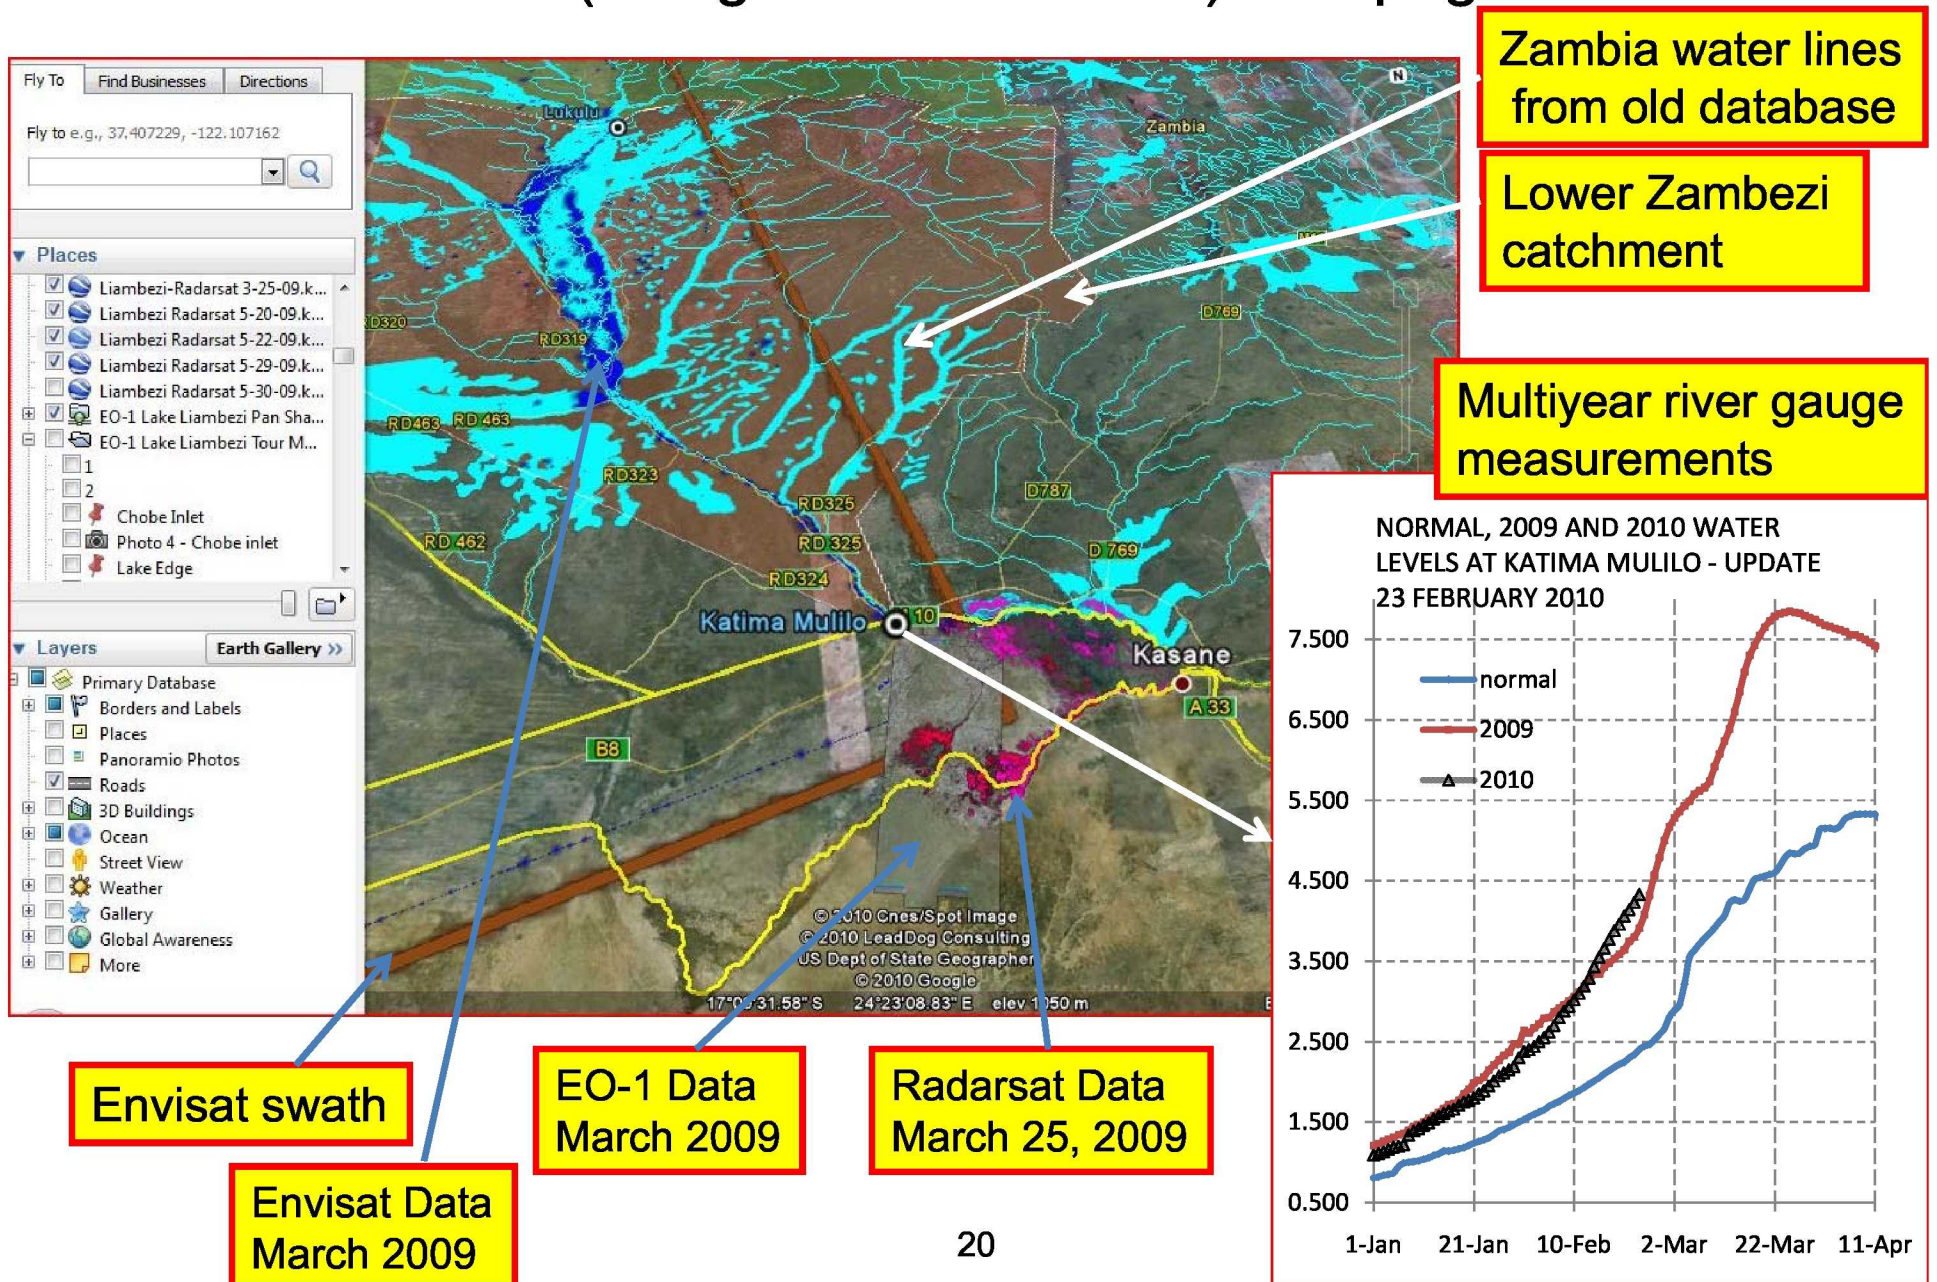 Zambia water lines
from old database
Lower Zambezi
catchment
Fly To
Find Businesses
Directions
Fly to e.g., 37.407229, -122.107162
Places
Liambezi-Radarsat 3-25-09.k...
Liambezi Radarsat 5-20-09.k...
Liambezi Radarsat 5-22-09.k...
Liambezi Radarsat 5-29-09.k...
Liambezi Radarsat 5-30-09.k...
EO-1 Lake Liambezi Pan Sha...
EO-1 Lake Liambezi Tour M...
1
2
Chobe Inlet
Photo 4 - Chobe inlet
Lake Edge
Layers
Earth Gallery »
Primary Database
Borders and Labels
Places
Panoramio Photos
Roads
3D Buildings
Ocean
Street View
Weather
Gallery
Global Awareness
More
Lukulu
N
Zambia
D769
RD320
RD319
RD463
RD 463
RD323
D787
RD325
RD 462
RD 325
D 769
RD324
Katima Mulilo
10
Kasane
A 33
B8
© 2010 Cnes/Spot Image
© 2010 LeadDog Consulting
US Dept of State Geographer
© 2010 Google
24°23'08.83" E
elev 1050 m
Multiyear river gauge
measurements
NORMAL, 2009 AND 2010 WATER
LEVELS AT KATIMA MULILO - UPDATE
23 FEBRUARY 2010
7.500
6.500
5.500
4.500
3.500
2.500
1.500
0.500
normal
2009
2010
1-Jan
21-Jan
10-Feb
2-Mar
22-Mar
11-Apr
Envisat swath
EO-1 Data
March 2009
Radarsat Data
March 25, 2009
Envisat Data
March 2009
20